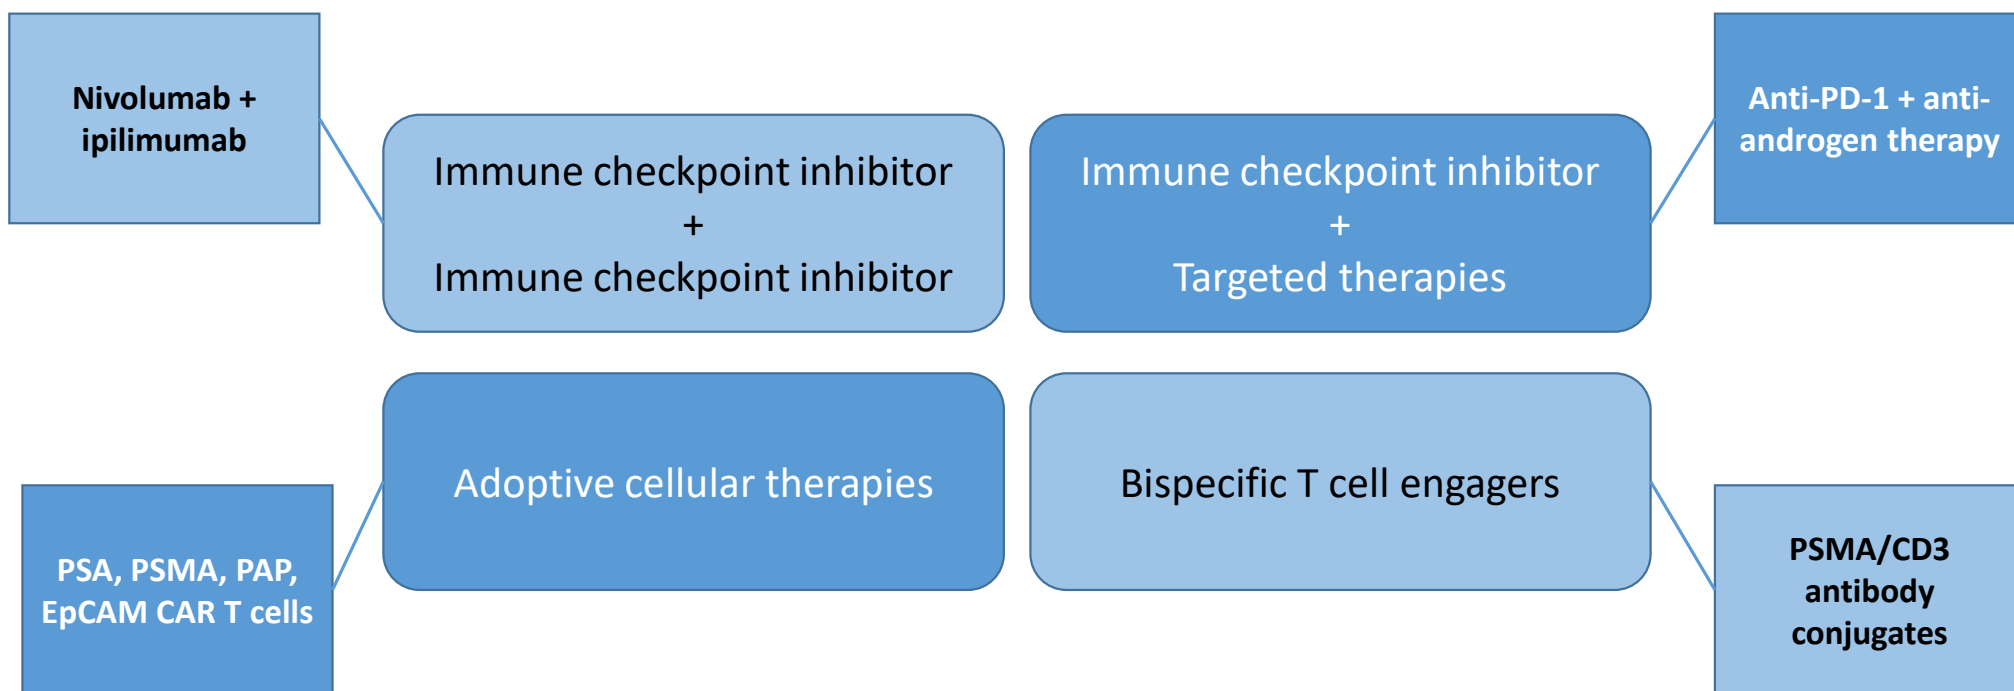 Nivolumab +
ipilimumab
Immune checkpoint inhibitor
+
Immune checkpoint inhibitor
Immune checkpoint inhibitor
+
Targeted therapies
Anti-PD-1 + anti-
androgen therapy
PSA, PSMA, PAP,
EpCAM CAR T cells
Adoptive cellular therapies
Bispecific T cell engagers
PSMA/CD3
antibody
conjugates